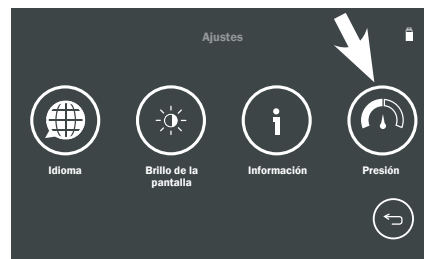 Ajustes
Idioma
Brillo de la
pantalla
Información
Presión